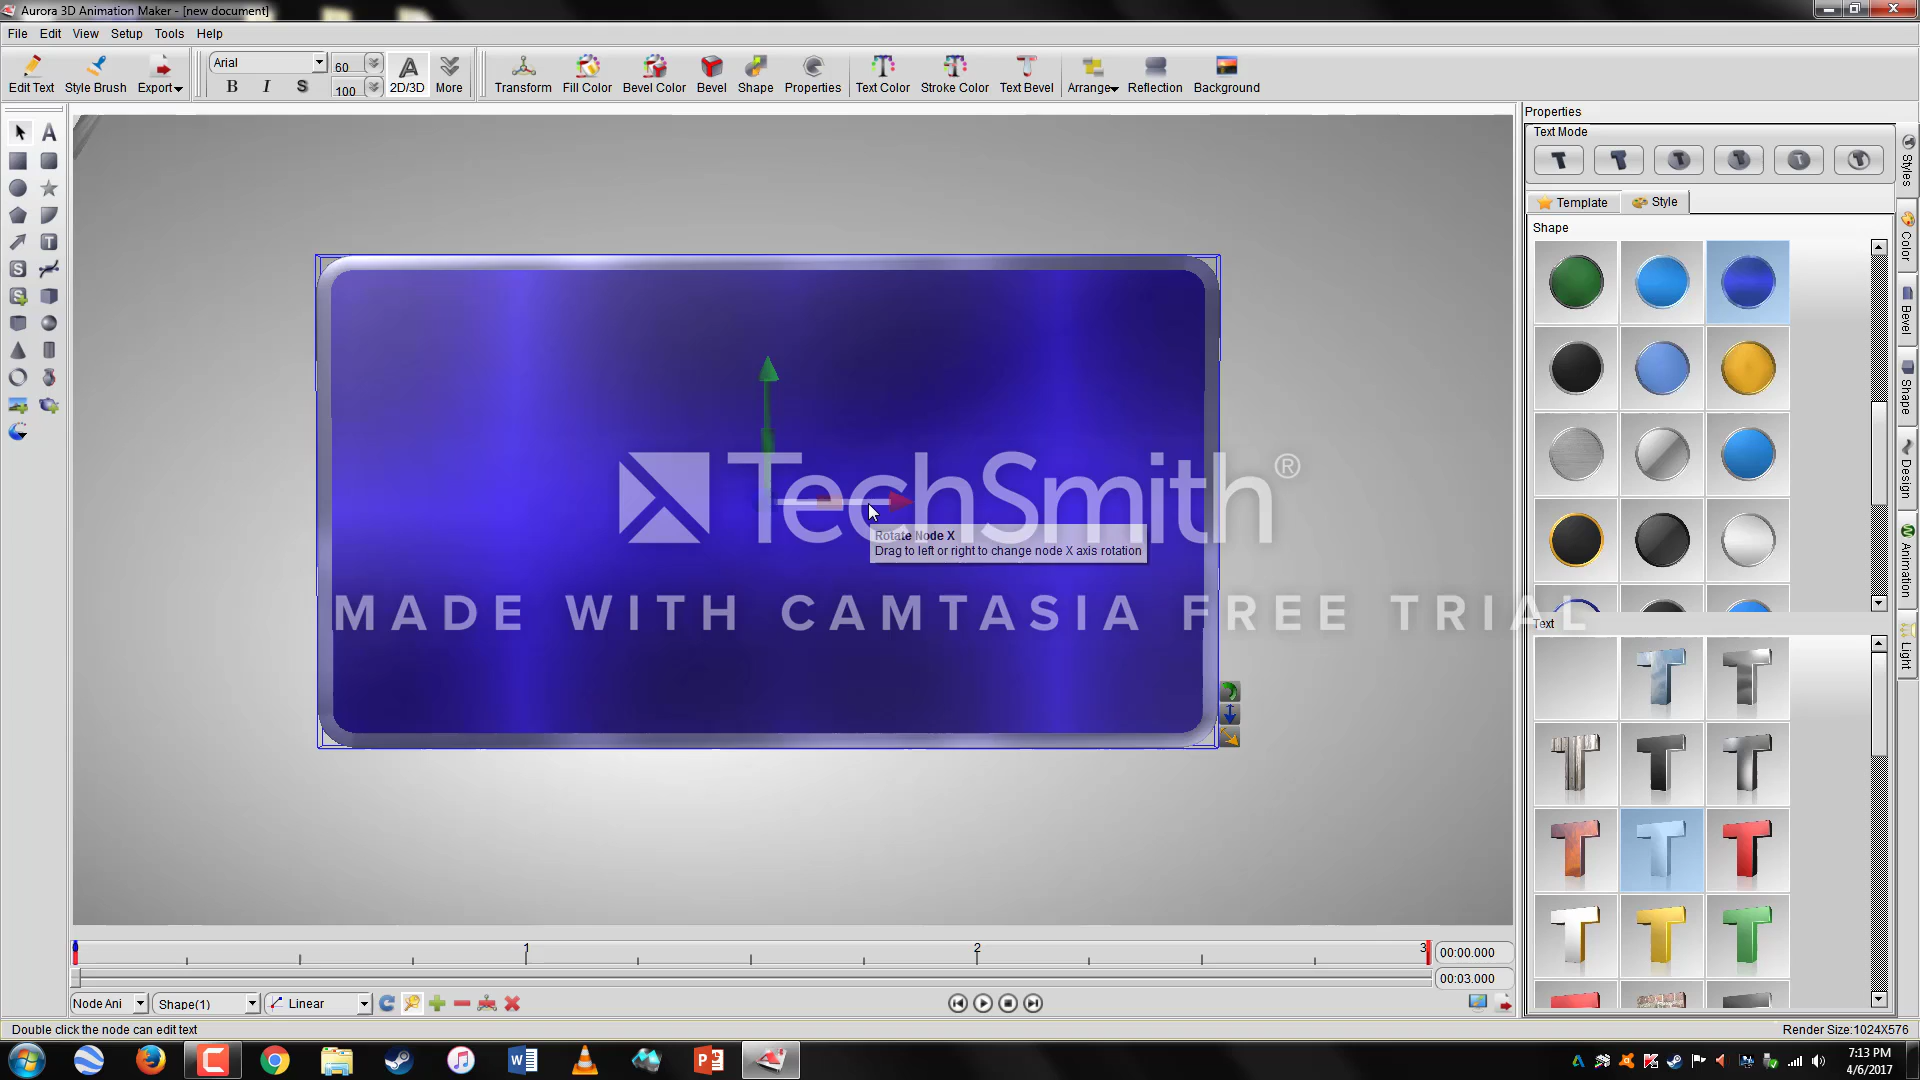 Aurora 3D Animation Maker - [new document]
File Edit View Setup Tools Help
Arial 60
B I S 100
Edit Text Style Brush Export 2D/3D More Transform Fill Color Bevel Color Bevel Shape Properties Text Color Stroke Color Text Bevel Arrange Reflection Background
Properties
Text Mode
Template Style
Shape
Styles
Color
Bevel
Shape
Design
Animation
Light
TechSmith®
Rotate Node X
Drag to left or right to change node X axis rotation
MADE WITH CAMTASIA FREE TRIAL
Text
1 2 3
00:00.000
00:03.000
Node Ani Shape(1) Linear
Double click the node can edit text
Render Size:1024X576
7:13 PM
4/6/2017